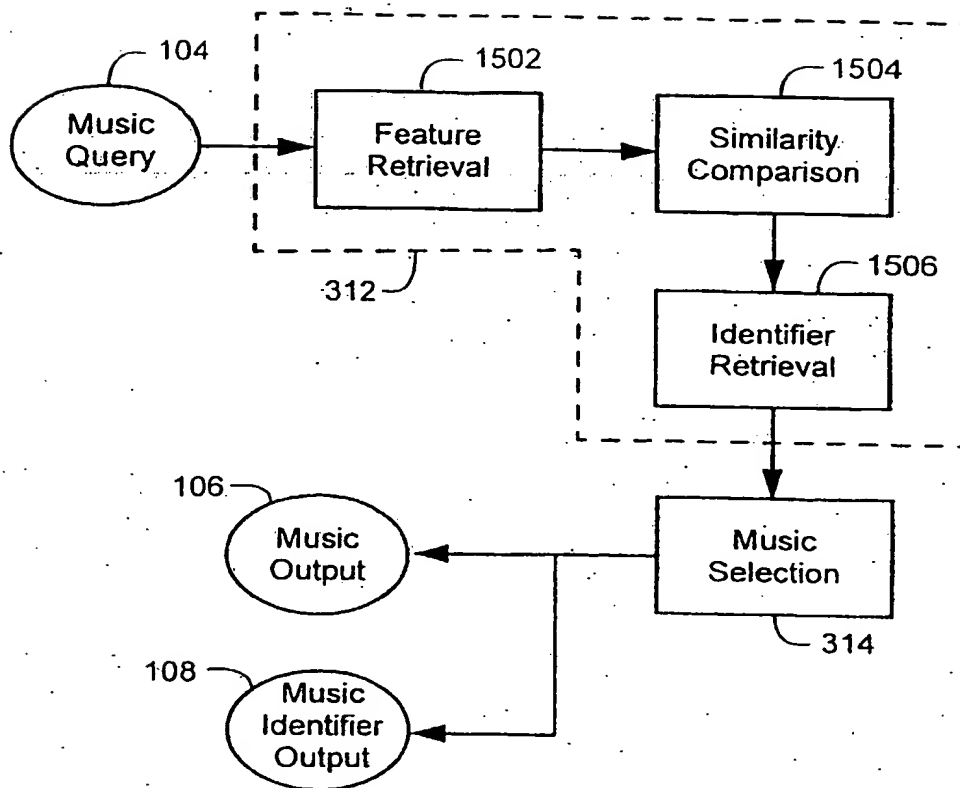 104
Music
Query
1502
Feature
Retrieval
1504
Similarity
Comparison
312
1506
Identifier
Retrieval
106
Music
Output
Music
Selection
314
108
Music
Identifier
Output